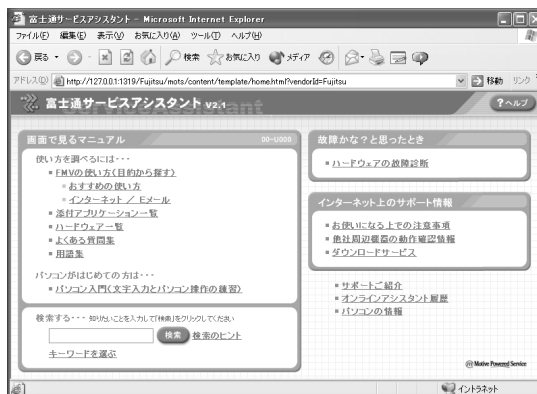 富士通サービスアシスタント - Microsoft Internet Explorer
ファイル(F) 編集(E) 表示(V) お気に入り(A) ツール(T) ヘルプ(H)
戻る 検索 お気に入り メディア
アドレス(D) http://127.0.0.1:1319/Fujitsu/mots/content/template/home.html?vendorId=Fujitsu 移動 リンク
富士通サービスアシスタント V2.1 ?ヘルプ
画面で見るマニュアル 00-U000
使い方を調べるには・・・
FMVの使い方(目的から探す)
おすすめの使い方
インターネット / Eメール
添付アプリケーション一覧
ハードウェア一覧
よくある質問集
用語集
パソコンがはじめての方は・・・
パソコン入門(文字入力とパソコン操作の練習)
検索する・・・ 知りたいことを入力して「検索」をクリックしてください
検索 検索のヒント
キーワードを選ぶ
故障かな?と思ったとき
ハードウェアの故障診断
インターネット上のサポート情報
お使いになる上での注意事項
他社周辺機器の動作確認情報
ダウンロードサービス
サポートご紹介
オンラインアシスタント履歴
パソコンの情報
Motive Powered Service
イントラネット